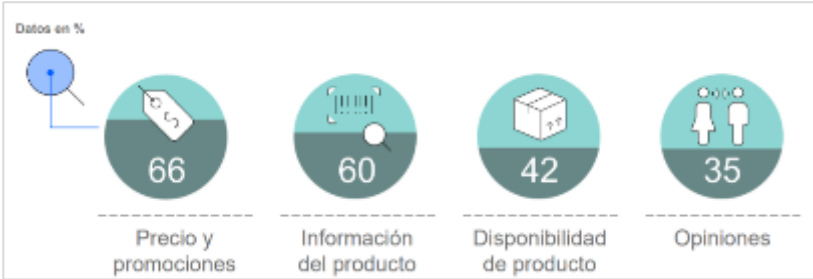 Datos en %
66
60
42
35
Precio y
promociones
Información
del producto
Disponibilidad
de producto
Opiniones